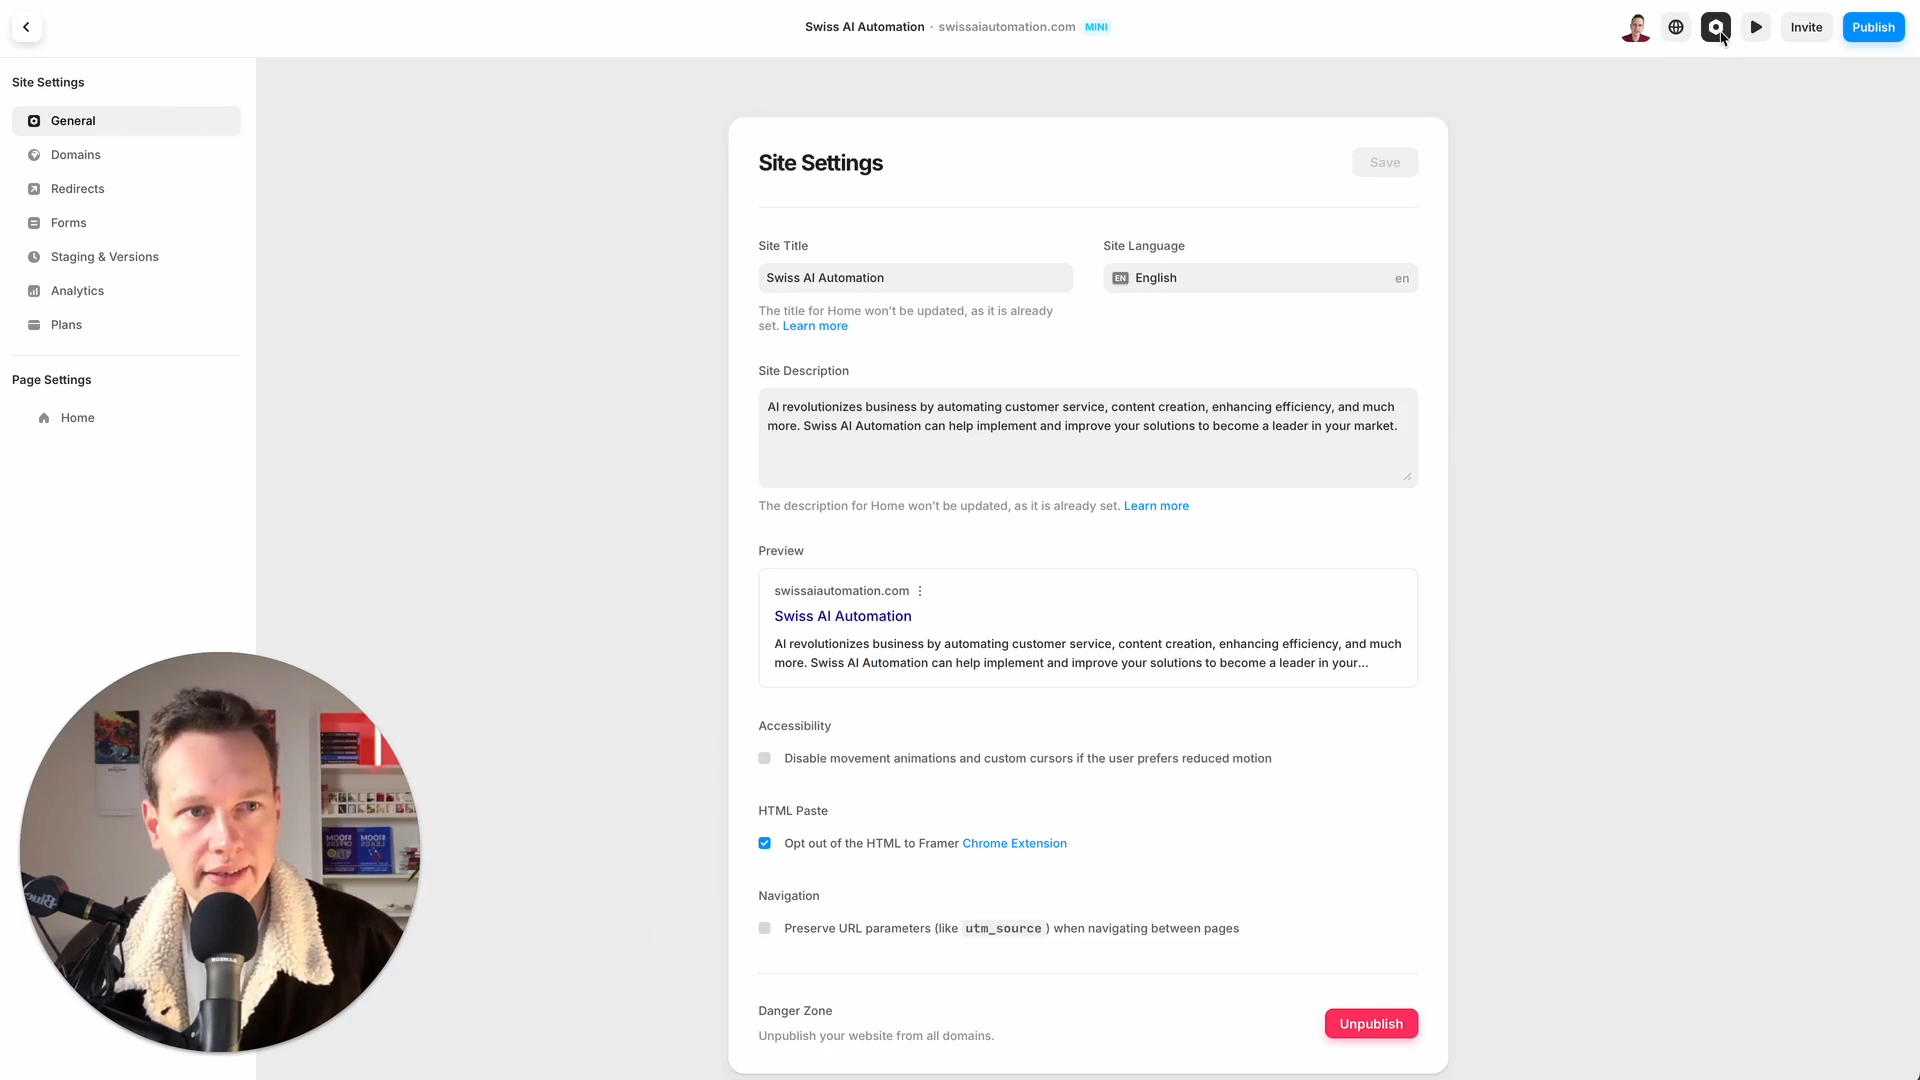 Swiss AI Automation · swissaiautomation.com MINI
Invite
Publish
Site Settings
General
Domains
Redirects
Forms
Staging & Versions
Analytics
Plans
Page Settings
Home
Site Settings
Save
Site Title
Site Language
Swiss AI Automation
EN English en
The title for Home won't be updated, as it is already
set. Learn more
Site Description
AI revolutionizes business by automating customer service, content creation, enhancing efficiency, and much
more. Swiss AI Automation can help implement and improve your solutions to become a leader in your market.
The description for Home won't be updated, as it is already set. Learn more
Preview
swissaiautomation.com
Swiss AI Automation
AI revolutionizes business by automating customer service, content creation, enhancing efficiency, and much
more. Swiss AI Automation can help implement and improve your solutions to become a leader in your...
Accessibility
Disable movement animations and custom cursors if the user prefers reduced motion
HTML Paste
Opt out of the HTML to Framer Chrome Extension
Navigation
Preserve URL parameters (like utm_source ) when navigating between pages
Danger Zone
Unpublish your website from all domains.
Unpublish